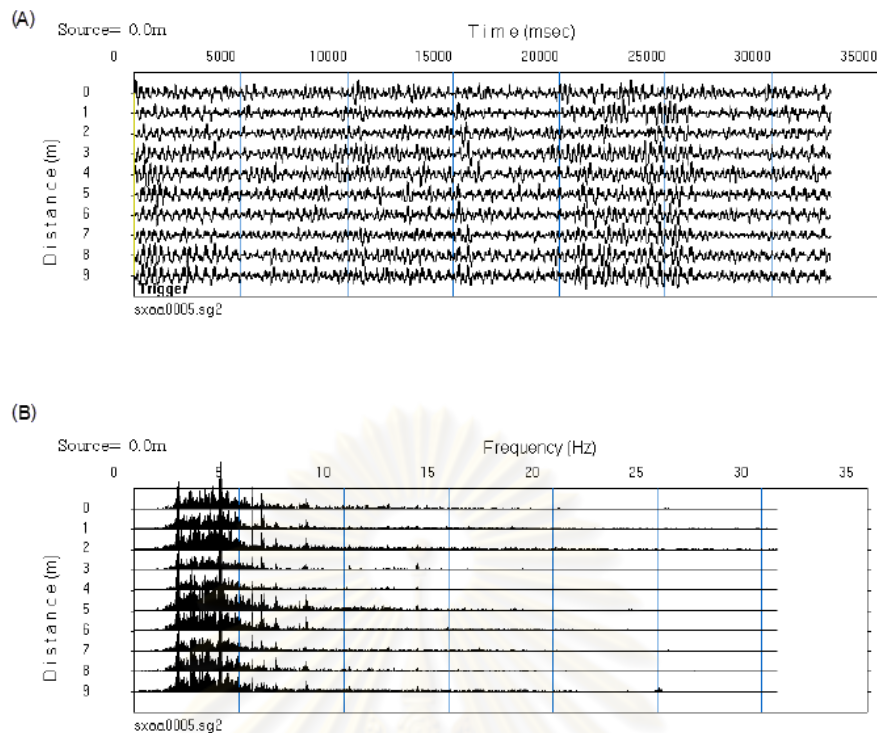 (A)
Source= 0.0m
Time (msec)
0 5000 10000 15000 20000 25000 30000 35000
0
1
2
3
4
5
6
7
8
9
Distance (m)
Trigger
sxaa0005.sg2
(B)
Source= 0.0m
Frequency (Hz)
0 5 10 15 20 25 30 35
0
1
2
3
4
5
6
7
8
9
Distance (m)
sxaa0005.sg2